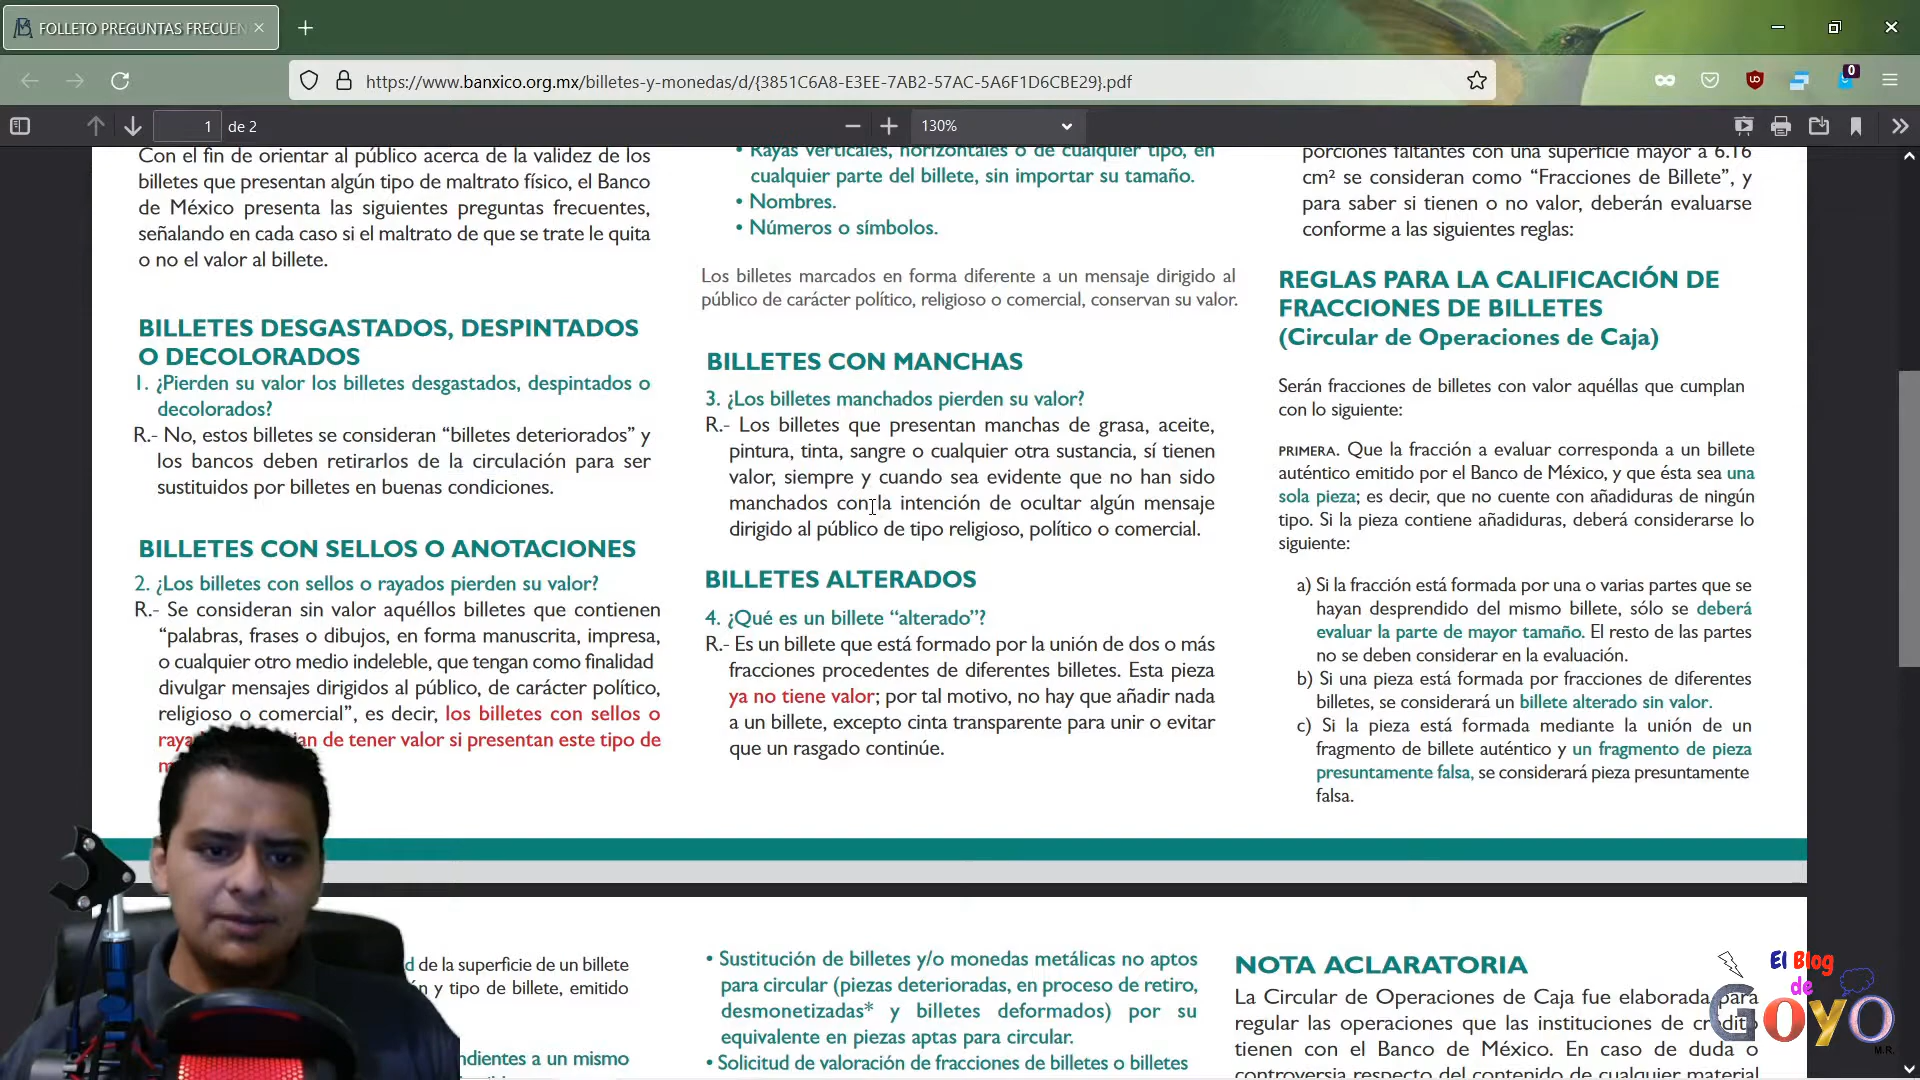 FOLLETO PREGUNTAS FRECUEN
https://www.banxico.org.mx/billetes-y-monedas/d/{3851C6A8-E3EE-7AB2-57AC-5A6F1D6CBE29}.pdf
0
1 de 2
130%
Con el fin de orientar al público acerca de la validez de los
billetes que presentan algún tipo de maltrato físico, el Banco
de México presenta las siguientes preguntas frecuentes,
señalando en cada caso si el maltrato de que se trate le quita
o no el valor al billete.
BILLETES DESGASTADOS, DESPINTADOS
O DECOLORADOS
1. ¿Pierden su valor los billetes desgastados, despintados o
decolorados?
R.- No, estos billetes se consideran “billetes deteriorados” y
los bancos deben retirarlos de la circulación para ser
sustituidos por billetes en buenas condiciones.
BILLETES CON SELLOS O ANOTACIONES
2. ¿Los billetes con sellos o rayados pierden su valor?
R.- Se consideran sin valor aquéllos billetes que contienen
“palabras, frases o dibujos, en forma manuscrita, impresa,
o cualquier otro medio indeleble, que tengan como finalidad
divulgar mensajes dirigidos al público, de carácter político,
religioso o comercial”, es decir, los billetes con sellos o
de tener valor si presentan este tipo de
• Rayas verticales, horizontales o de cualquier tipo, en
cualquier parte del billete, sin importar su tamaño.
• Nombres.
• Números o símbolos.
Los billetes marcados en forma diferente a un mensaje dirigido al
público de carácter político, religioso o comercial, conservan su valor.
BILLETES CON MANCHAS
3. ¿Los billetes manchados pierden su valor?
R.- Los billetes que presentan manchas de grasa, aceite,
pintura, tinta, sangre o cualquier otra sustancia, sí tienen
valor, siempre y cuando sea evidente que no han sido
manchados con la intención de ocultar algún mensaje
dirigido al público de tipo religioso, político o comercial.
BILLETES ALTERADOS
4. ¿Qué es un billete “alterado”?
R.- Es un billete que está formado por la unión de dos o más
fracciones procedentes de diferentes billetes. Esta pieza
ya no tiene valor; por tal motivo, no hay que añadir nada
a un billete, excepto cinta transparente para unir o evitar
que un rasgado continúe.
porciones faltantes con una superficie mayor a 6.16
cm² se consideran como “Fracciones de Billete”, y
para saber si tienen o no valor, deberán evaluarse
conforme a las siguientes reglas:
REGLAS PARA LA CALIFICACIÓN DE
FRACCIONES DE BILLETES
(Circular de Operaciones de Caja)
Serán fracciones de billetes con valor aquéllas que cumplan
con lo siguiente:
PRIMERA. Que la fracción a evaluar corresponda a un billete
auténtico emitido por el Banco de México, y que ésta sea una
sola pieza; es decir, que no cuente con añadiduras de ningún
tipo. Si la pieza contiene añadiduras, deberá considerarse lo
siguiente:
a) Si la fracción está formada por una o varias partes que se
hayan desprendido del mismo billete, sólo se deberá
evaluar la parte de mayor tamaño. El resto de las partes
no se deben considerar en la evaluación.
b) Si una pieza está formada por fracciones de diferentes
billetes, se considerará un billete alterado sin valor.
c) Si la pieza está formada mediante la unión de un
fragmento de billete auténtico y un fragmento de pieza
presuntamente falsa, se considerará pieza presuntamente
falsa.
de la superficie de un billete
y tipo de billete, emitido
a un mismo
• Sustitución de billetes y/o monedas metálicas no aptos
para circular (piezas deterioradas, en proceso de retiro,
desmonetizadas* y billetes deformados) por su
equivalente en piezas aptas para circular.
• Solicitud de valoración de fracciones de billetes o billetes
NOTA ACLARATORIA
La Circular de Operaciones de Caja fue elaborada para
regular las operaciones que las instituciones de crédito
tienen con el Banco de México. En caso de duda o
controversia respecto del contenido de cualquier material
El Blog
de
GOYO
M.R.